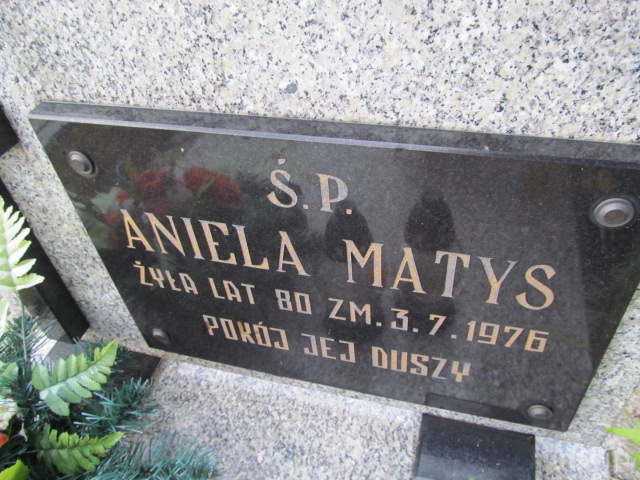 Ś.P.
ANIELA MATYS
ŻYŁA LAT 80 ZM. 3.7.1976
POKÓJ JEJ DUSZY